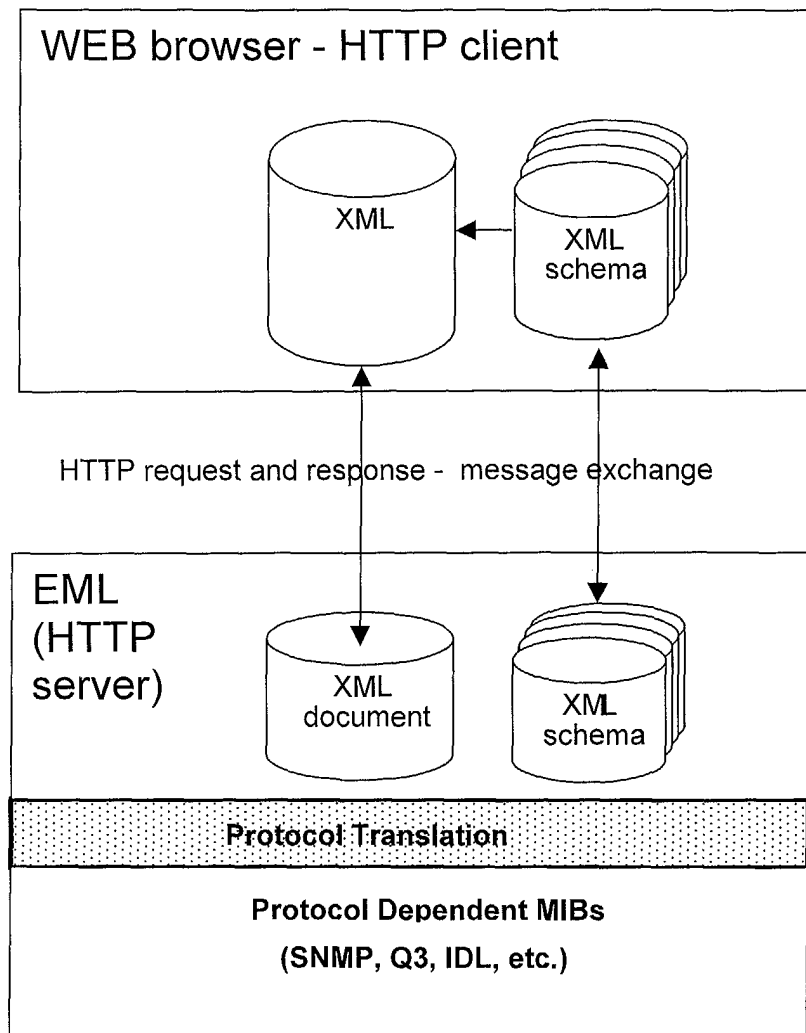 WEB browser - HTTP client
XML
XML
schema
HTTP request and response -  message exchange
EML
(HTTP
server)
XML
document
XML
schema
Protocol Translation
Protocol Dependent MIBs
(SNMP, Q3, IDL, etc.)